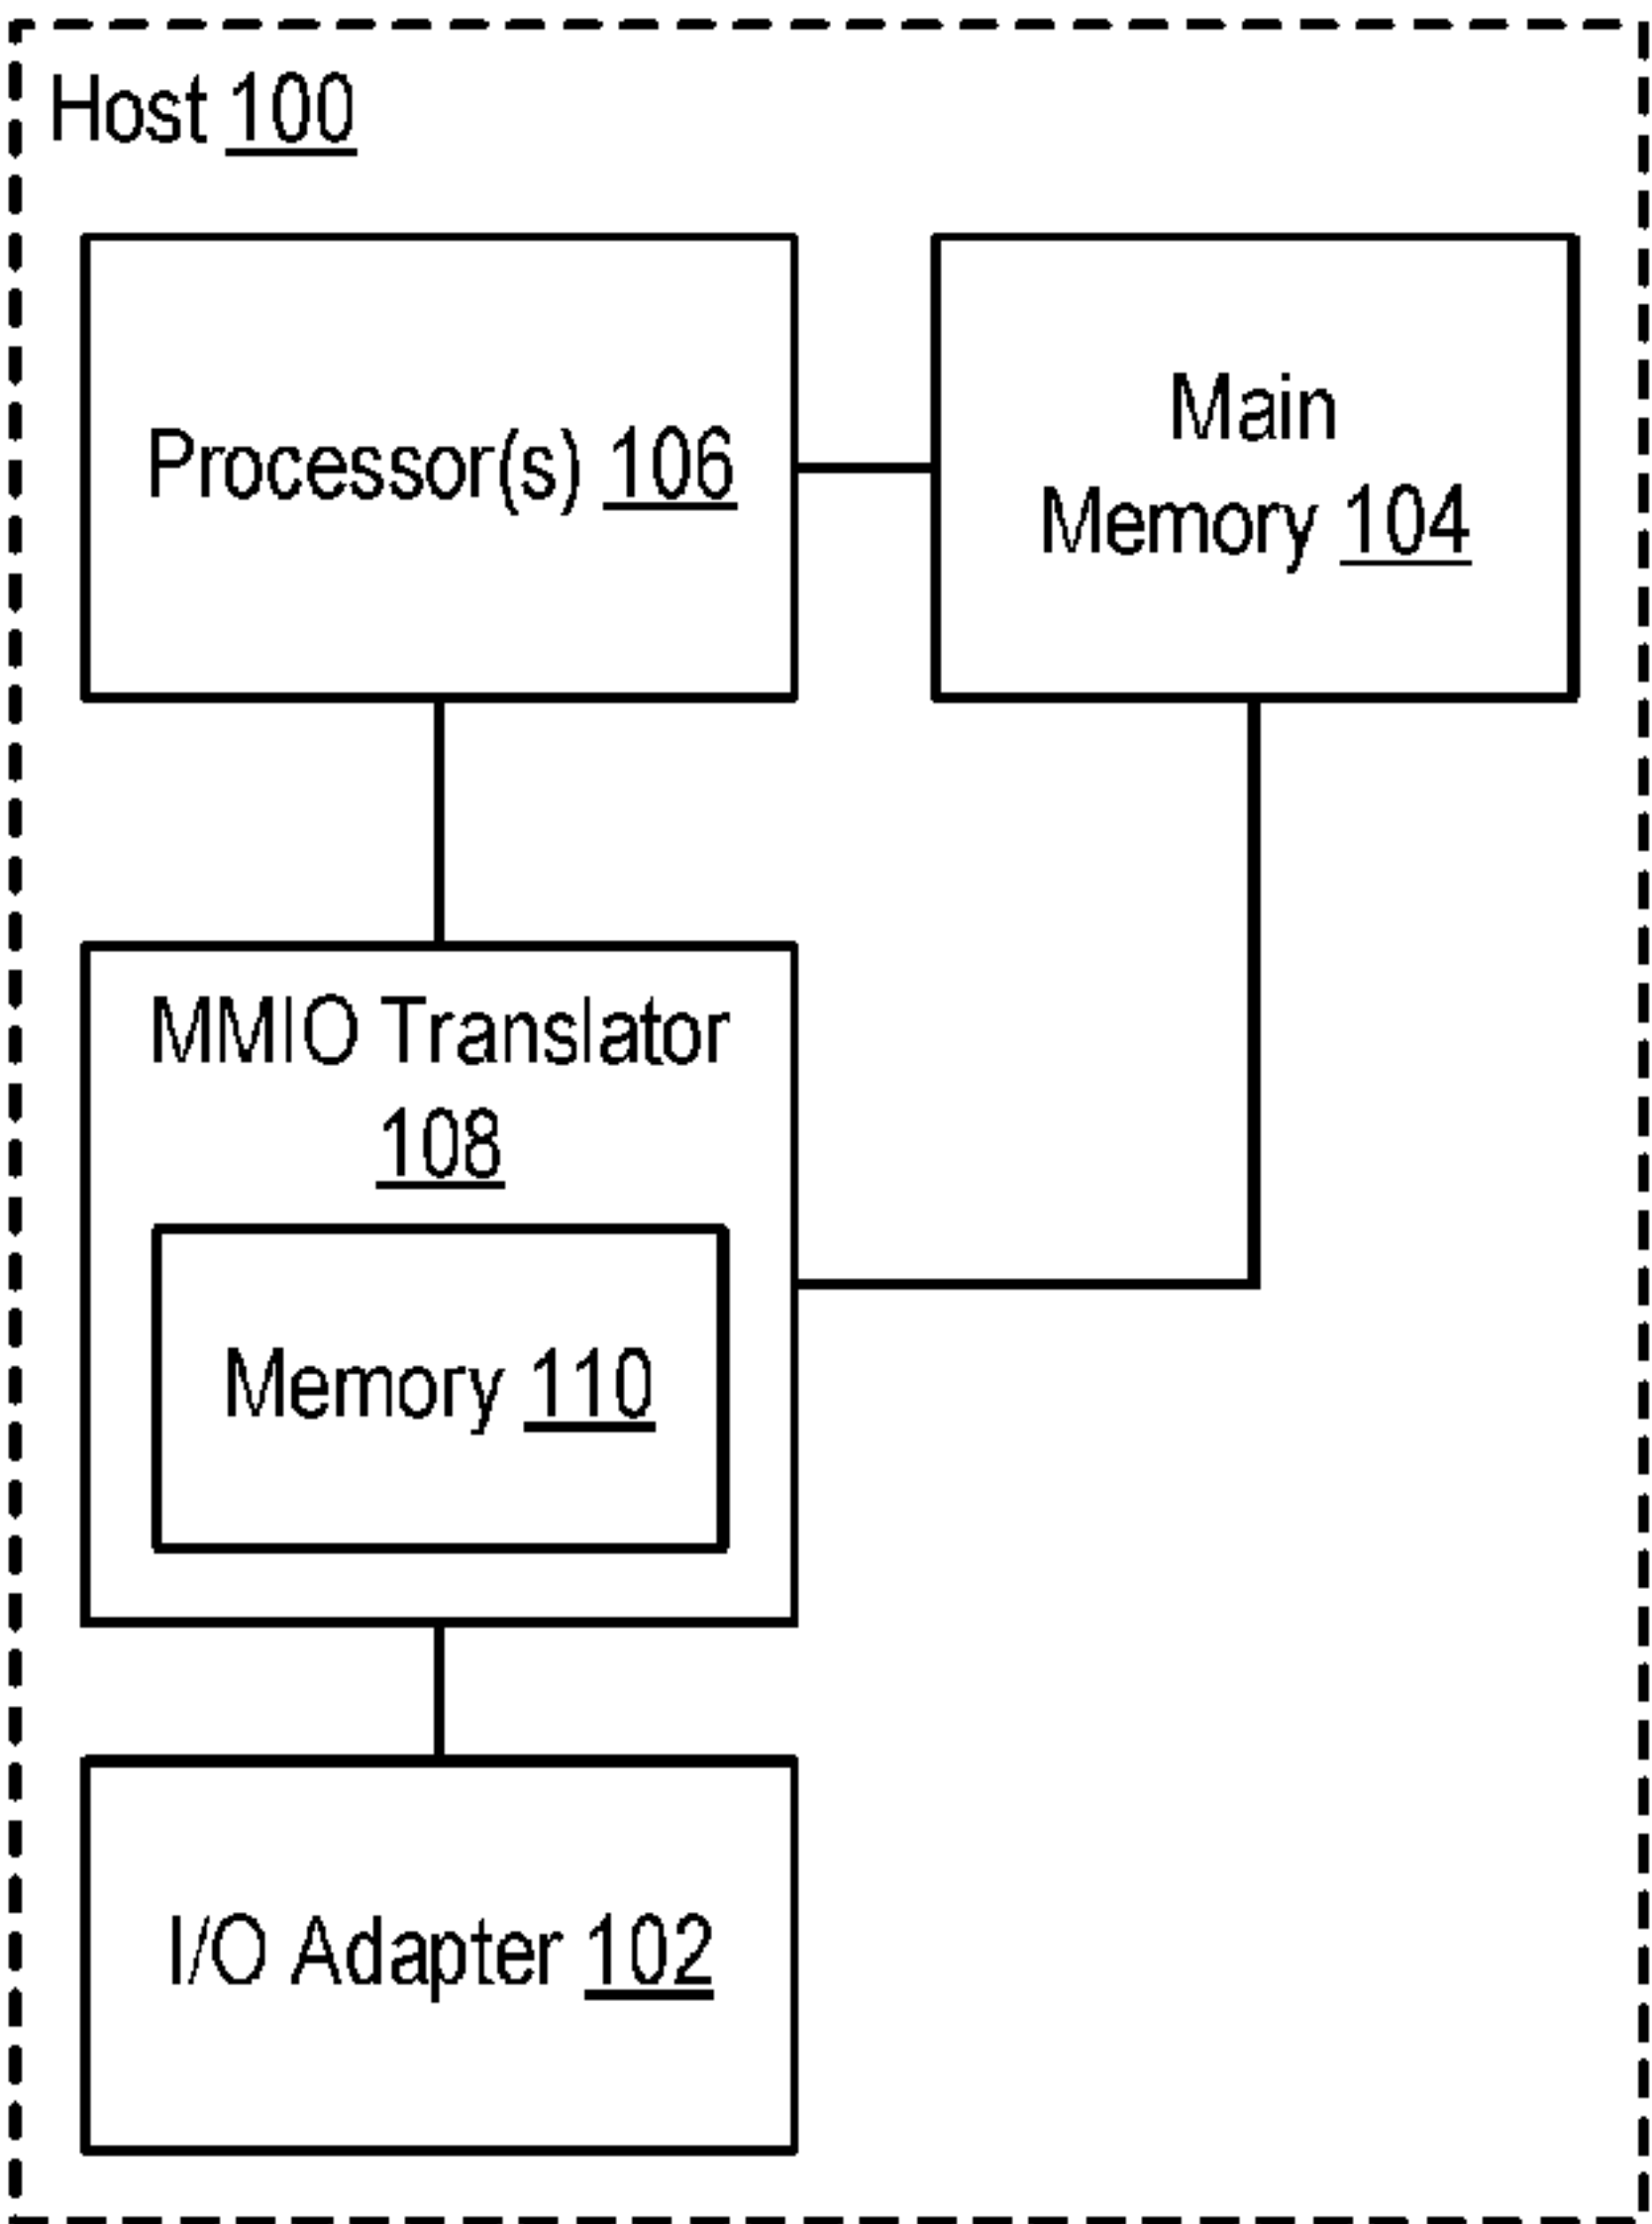 Host 100
Processor(s) 106
Main
Memory 104
MMIO Translator
108
Memory 110
I/O Adapter 102